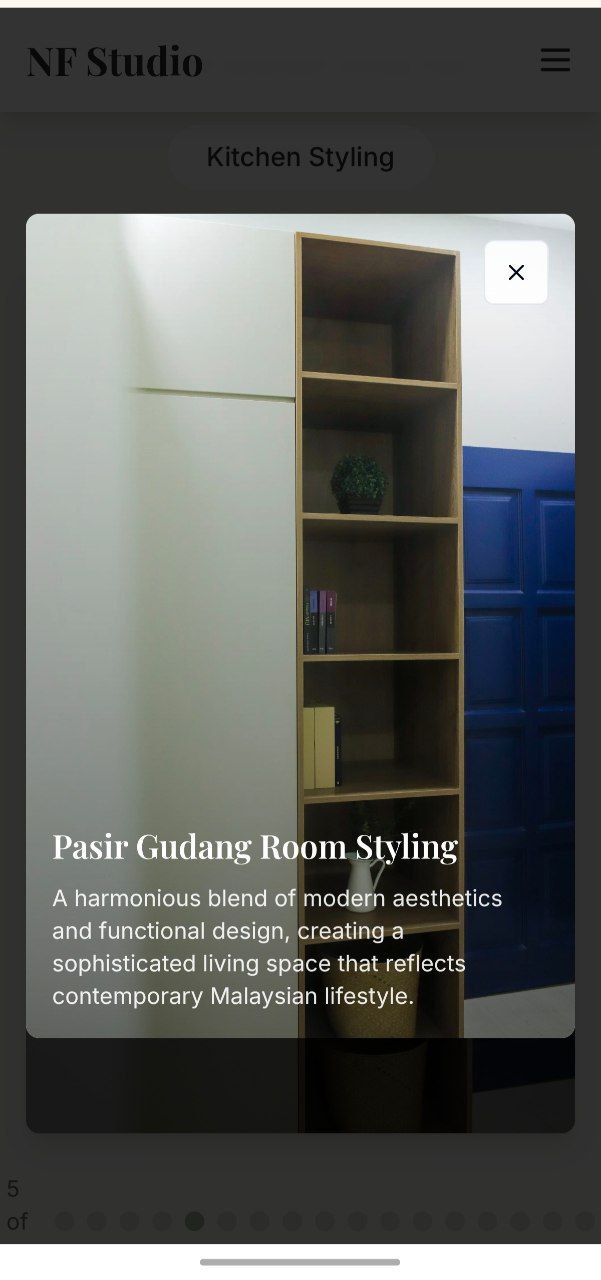 NF Studio
Kitchen Styling
Pasir Gudang Room Styling
A harmonious blend of modern aesthetics
and functional design, creating a
sophisticated living space that reflects
contemporary Malaysian lifestyle.
5
of